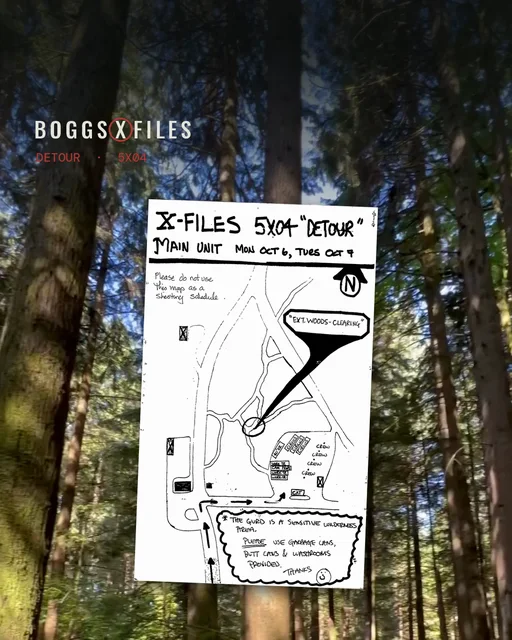 BOGGSXFILES
DETOUR · 5X04
X-FILES 5X04 "DETOUR"
MAIN UNIT MON OCT 6, TUES OCT 7
Please do not use
this map as a
shooting schedule
N
"EXT. WOODS - CLEARING"
CREW
CREW
CREW
CREW
CAT
* THE GVRD IS A SENSITIVE WILDERNESS
AREA.
PLEASE USE GARBAGE CANS,
BUTT CANS & WASHROOMS
PROVIDED.
THANKS